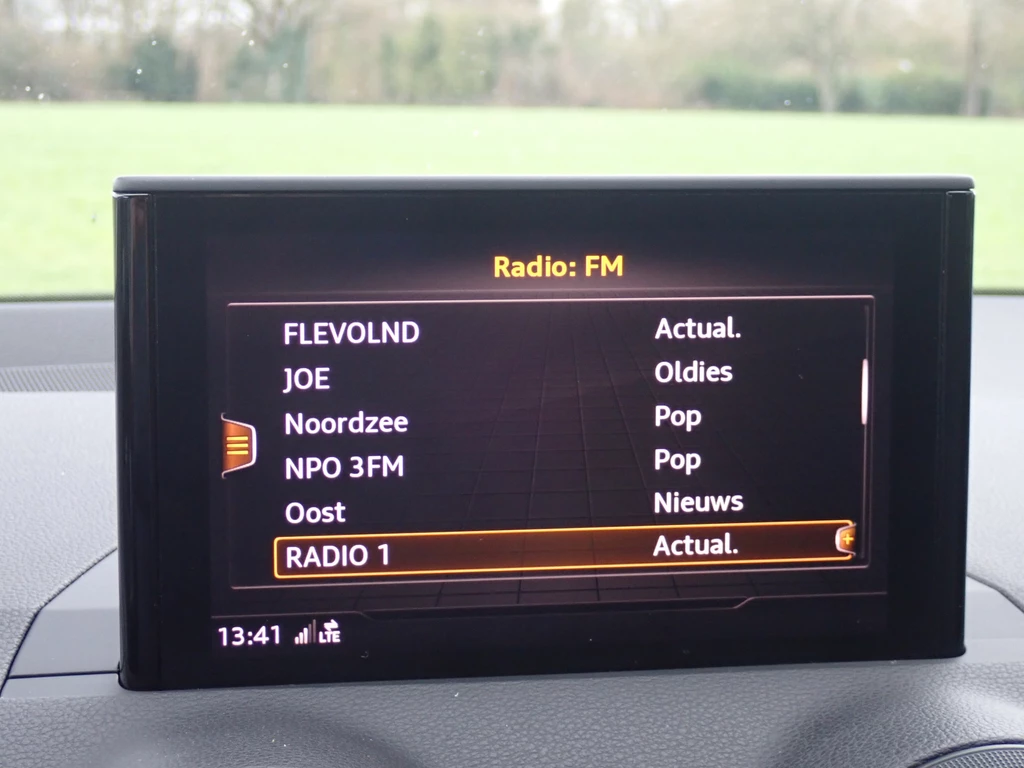 Radio: FM
FLEVOLND Actual.
JOE Oldies
Noordzee Pop
NPO 3FM Pop
Oost Nieuws
RADIO 1 Actual.
13:41 LTE